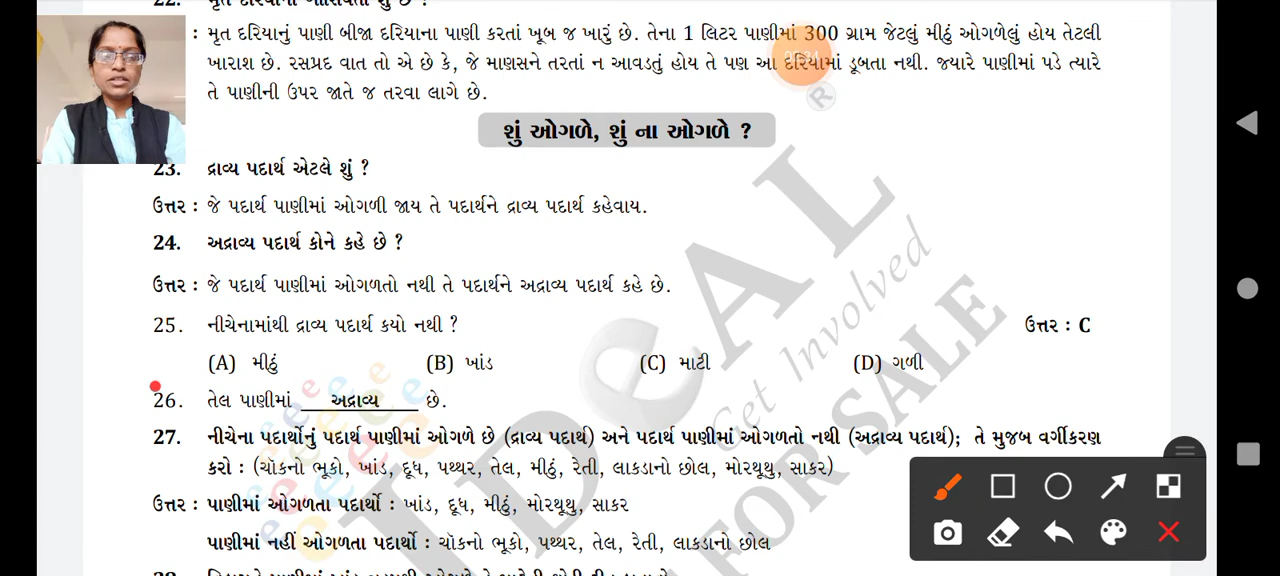 22. મૃત દરિયાની ખાસિયતો શું છે ?
: મૃત દરિયાનું પાણી બીજા દરિયાના પાણી કરતાં ખૂબ જ ખારું છે. તેના 1 લિટર પાણીમાં 300 ગ્રામ જેટલું મીઠું ઓગળેલું હોય તેટલી
ખારાશ છે. રસપ્રદ વાત તો એ છે કે, જે માણસને તરતાં ન આવડતું હોય તે પણ આ દરિયામાં ડૂબતા નથી. જ્યારે પાણીમાં પડે ત્યારે
તે પાણીની ઉપર જાતે જ તરવા લાગે છે.
શું ઓગળે, શું ના ઓગળે ?
23. દ્રાવ્ય પદાર્થ એટલે શું ?
ઉત્તર : જે પદાર્થ પાણીમાં ઓગળી જાય તે પદાર્થને દ્રાવ્ય પદાર્થ કહેવાય.
24. અદ્રાવ્ય પદાર્થ કોને કહે છે ?
ઉત્તર : જે પદાર્થ પાણીમાં ઓગળતો નથી તે પદાર્થને અદ્રાવ્ય પદાર્થ કહે છે.
25. નીચેનામાંથી દ્રાવ્ય પદાર્થ કયો નથી ? ઉત્તર : C
(A) મીઠું (B) ખાંડ (C) માટી (D) ગળી
26. તેલ પાણીમાં અદ્રાવ્ય છે.
27. નીચેના પદાર્થોનું પદાર્થ પાણીમાં ઓગળે છે (દ્રાવ્ય પદાર્થ) અને પદાર્થ પાણીમાં ઓગળતો નથી (અદ્રાવ્ય પદાર્થ); તે મુજબ વર્ગીકરણ
કરો : (ચૉકનો ભૂકો, ખાંડ, દૂધ, પથ્થર, તેલ, મીઠું, રેતી, લાકડાનો છોલ, મોરથૂથુ, સાકર)
ઉત્તર : પાણીમાં ઓગળતા પદાર્થો : ખાંડ, દૂધ, મીઠું, મોરથૂથુ, સાકર
પાણીમાં નહીં ઓગળતા પદાર્થો : ચૉકનો ભૂકો, પથ્થર, તેલ, રેતી, લાકડાનો છોલ
IDeAL
Get Involved
FOR SALE